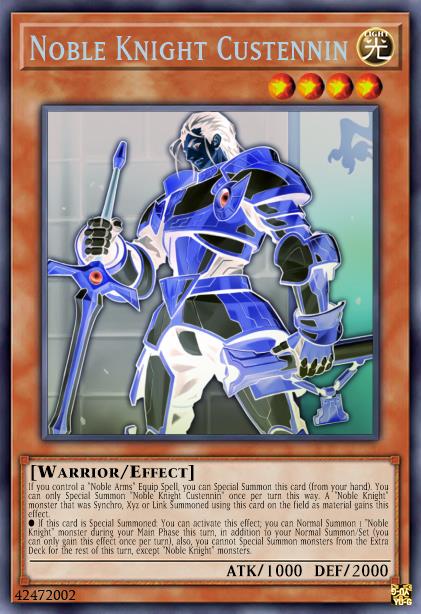 NOBLE KNIGHT CUSTENNIN
LIGHT
光
[WARRIOR/EFFECT]
If you control a "Noble Arms" Equip Spell, you can Special Summon this card (from your hand). You
can only Special Summon "Noble Knight Custennin" once per turn this way. A "Noble Knight"
monster that was Synchro, Xyz or Link Summoned using this card on the field as material gains this
effect.
● If this card is Special Summoned: You can activate this effect; you can Normal Summon 1 "Noble
Knight" monster during your Main Phase this turn, in addition to your Normal Summon/Set (you
can only gain this effect once per turn), also, you cannot Special Summon monsters from the Extra
Deck for the rest of this turn, except "Noble Knight" monsters.
ATK/1000 DEF/2000
42472002